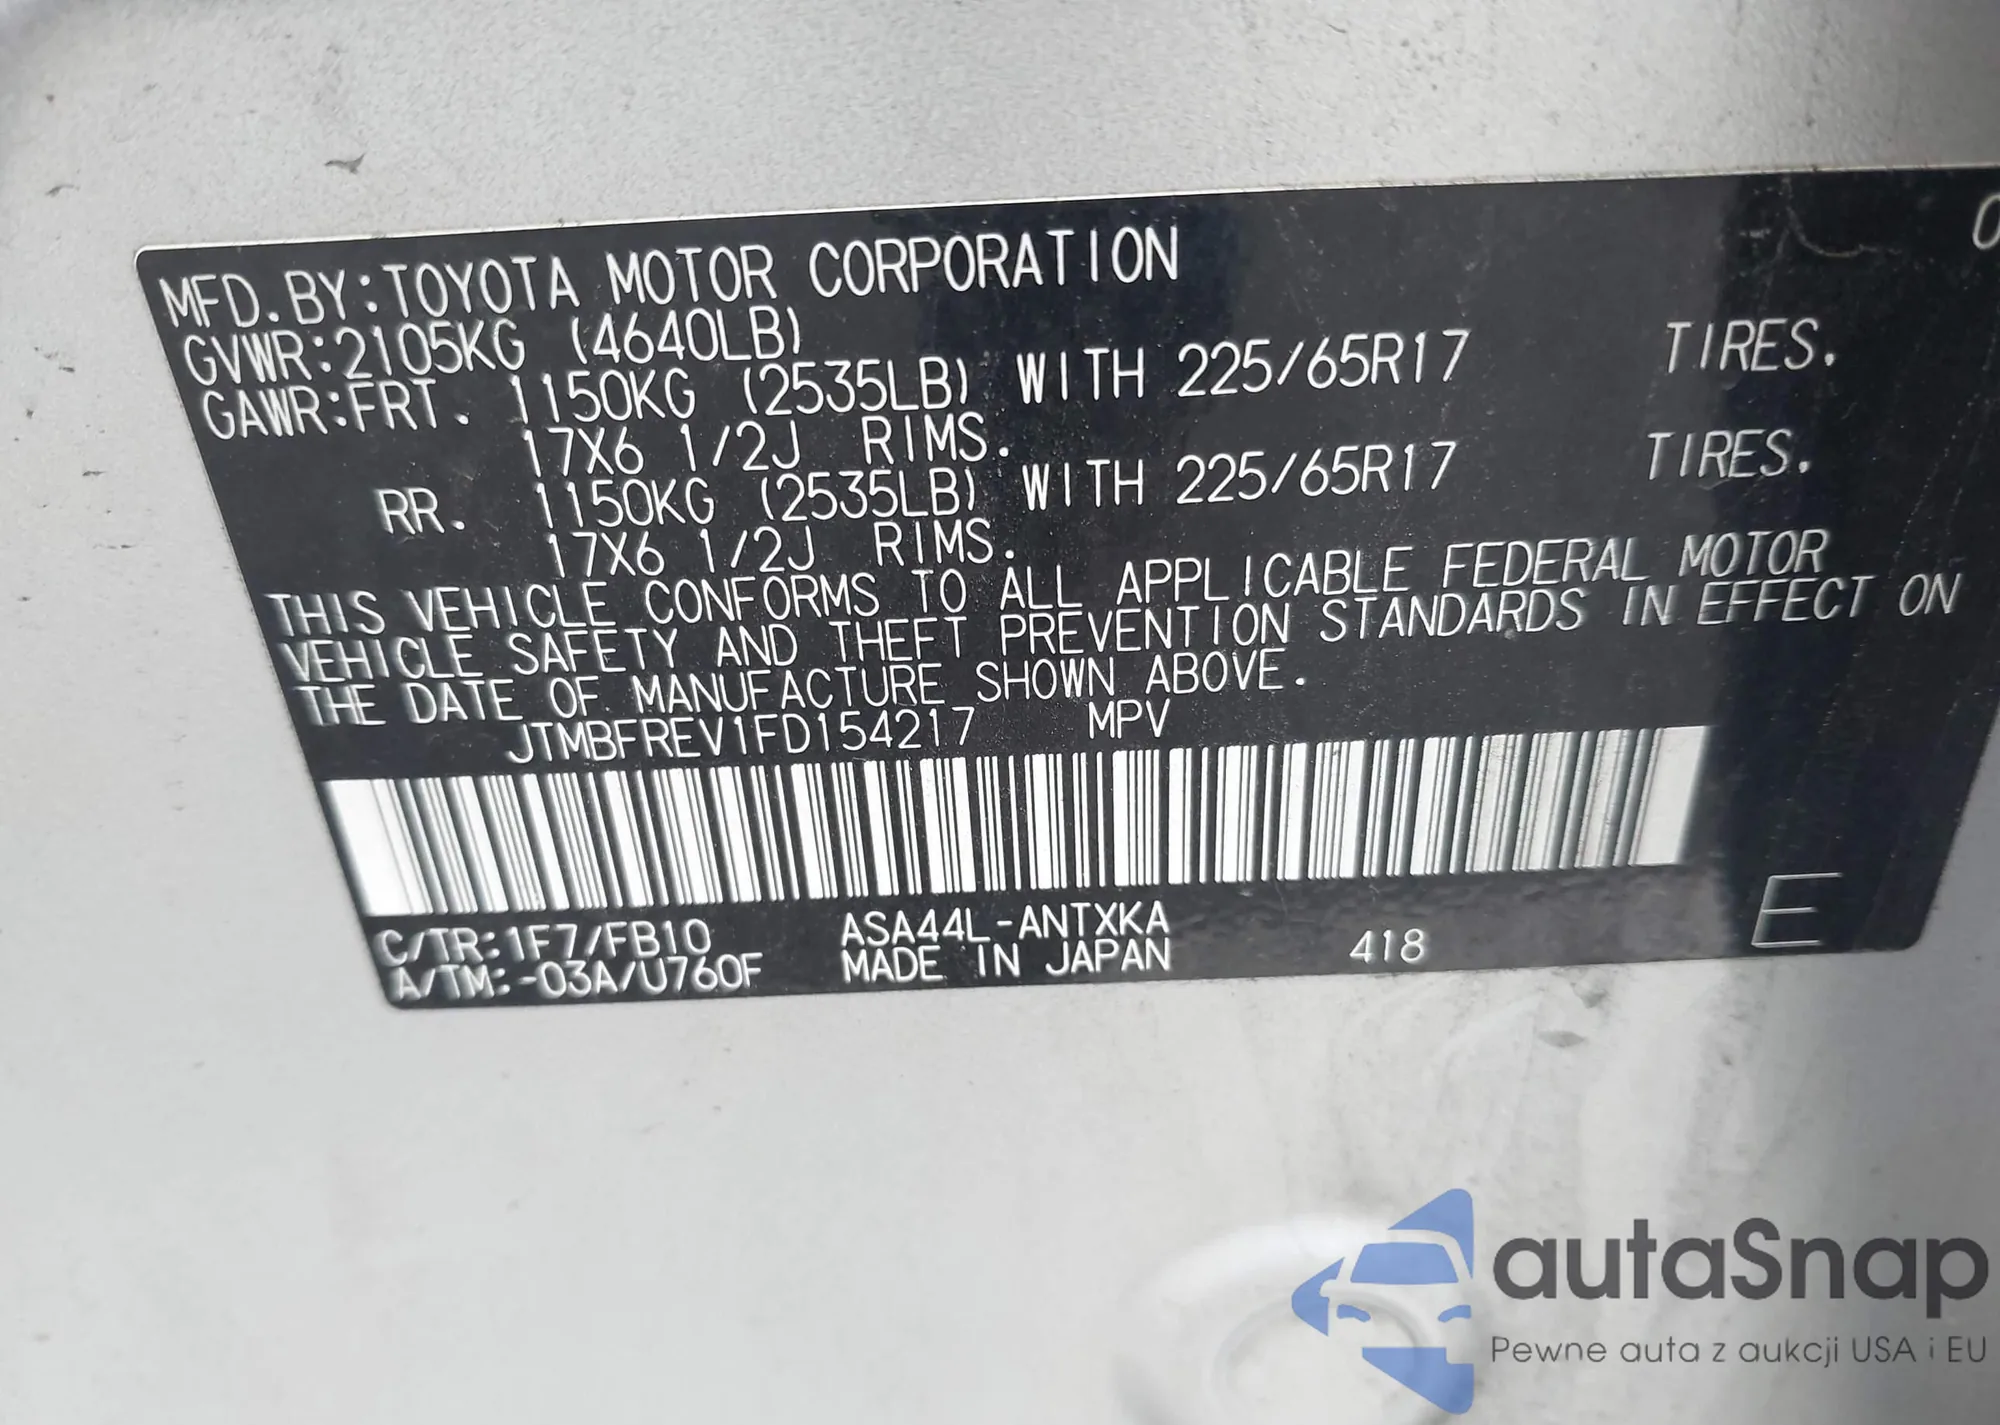 0
MFD. BY:TOYOTA MOTOR CORPORATION
GVWR:2105KG (4640LB)
GAWR:FRT. 1150KG (2535LB) WITH 225/65R17 TIRES.
17X6 1/2J RIMS.
RR. 1150KG (2535LB) WITH 225/65R17 TIRES.
17X6 1/2J RIMS.
THIS VEHICLE CONFORMS TO ALL APPLICABLE FEDERAL MOTOR
VEHICLE SAFETY AND THEFT PREVENTION STANDARDS IN EFFECT ON
THE DATE OF MANUFACTURE SHOWN ABOVE.
JTMBFREV1FD154217 MPV
C/TR:1F7/FB10 ASA44L-ANTXKA
A/TM:-03A/U760F MADE IN JAPAN 418 E
autaSnap
Pewne auta z aukcji USA i EU